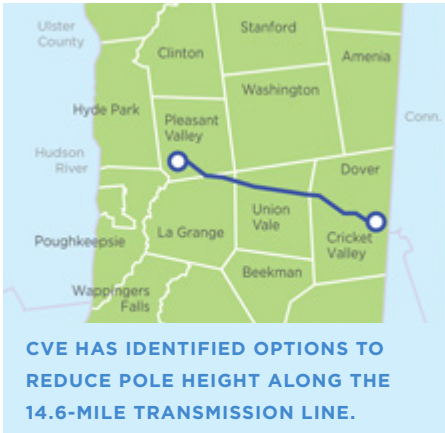 Ulster
County
Stanford
Clinton
Amenia
Washington
Hyde Park
Pleasant
Valley
Conn.
Hudson
River
Dover
Union
Vale
La Grange
Poughkeepsie
Cricket
Valley
Beekman
Wappingers
Falls
CVE HAS IDENTIFIED OPTIONS TO
REDUCE POLE HEIGHT ALONG THE
14.6-MILE TRANSMISSION LINE.